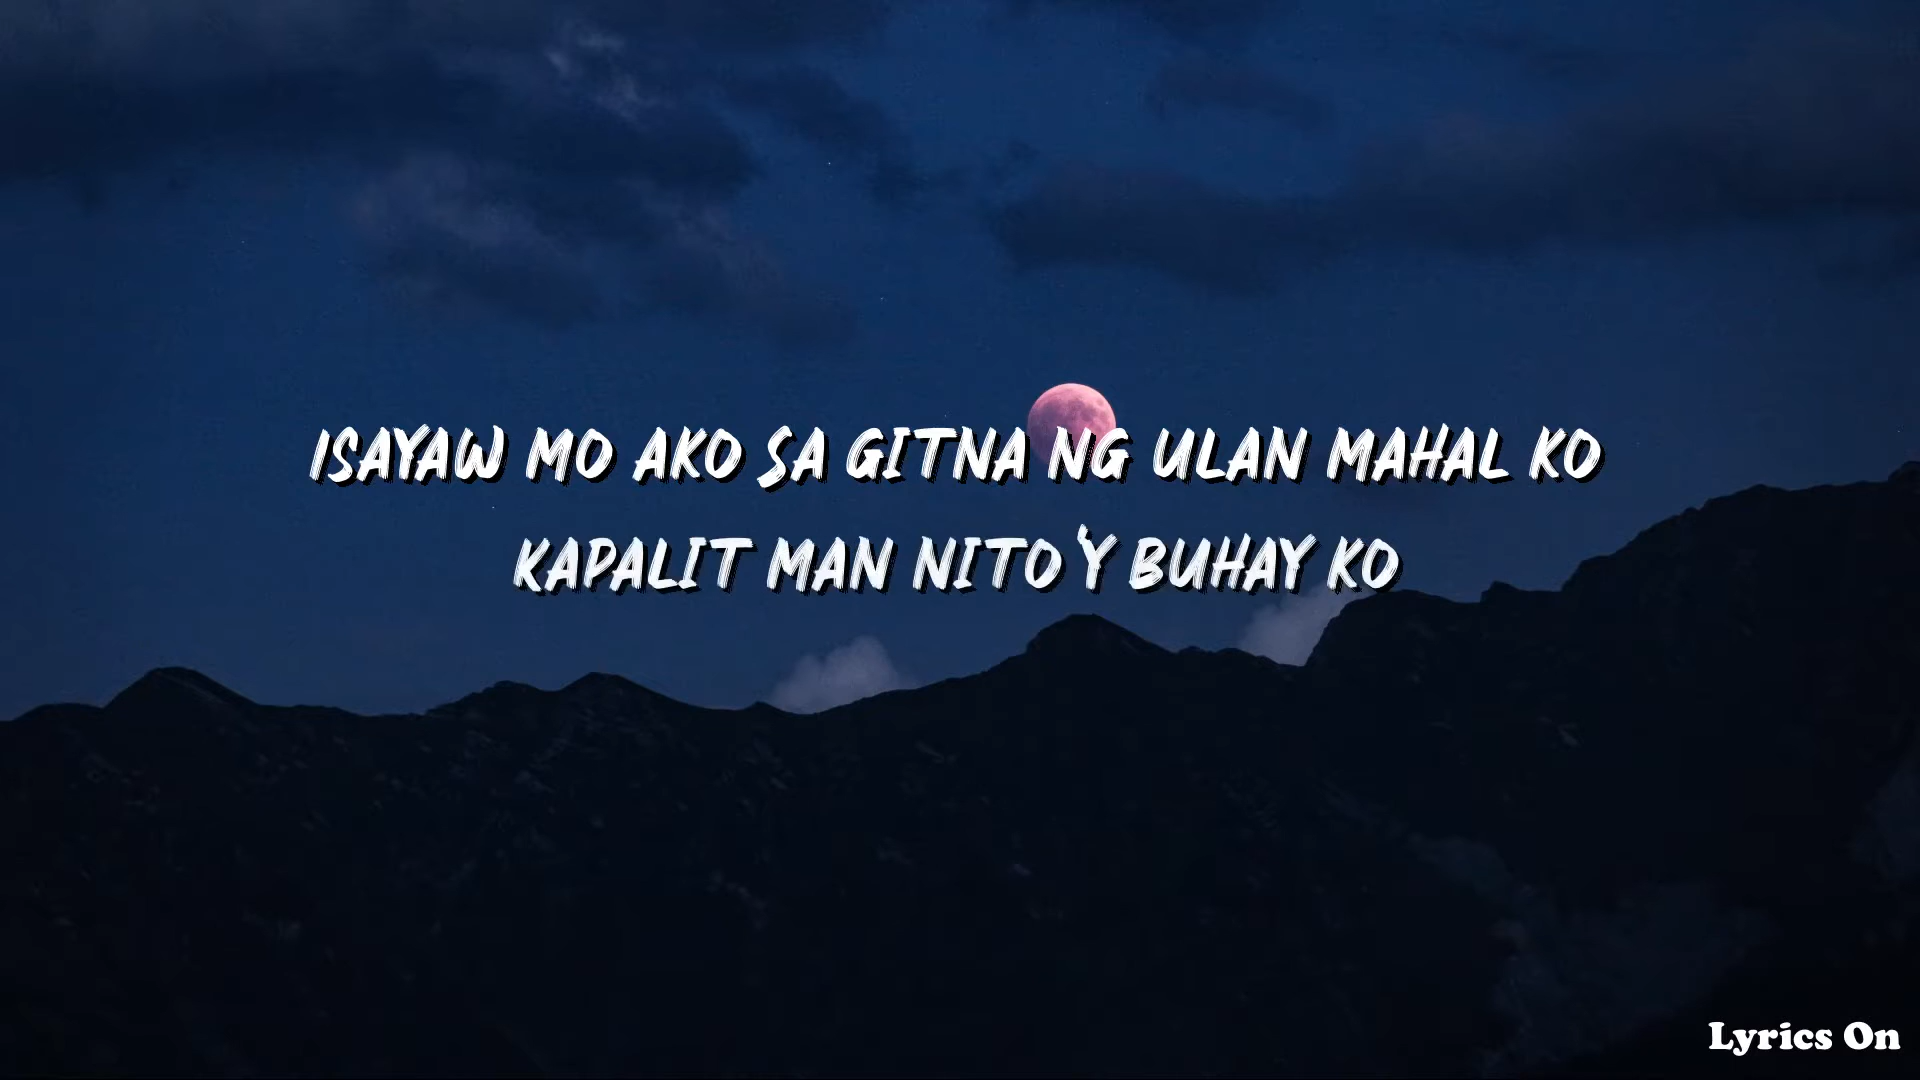 ISAYAW MO AKO SA GITNA NG ULAN MAHAL KO
KAPALIT MAN NITO'Y BUHAY KO
Lyrics On